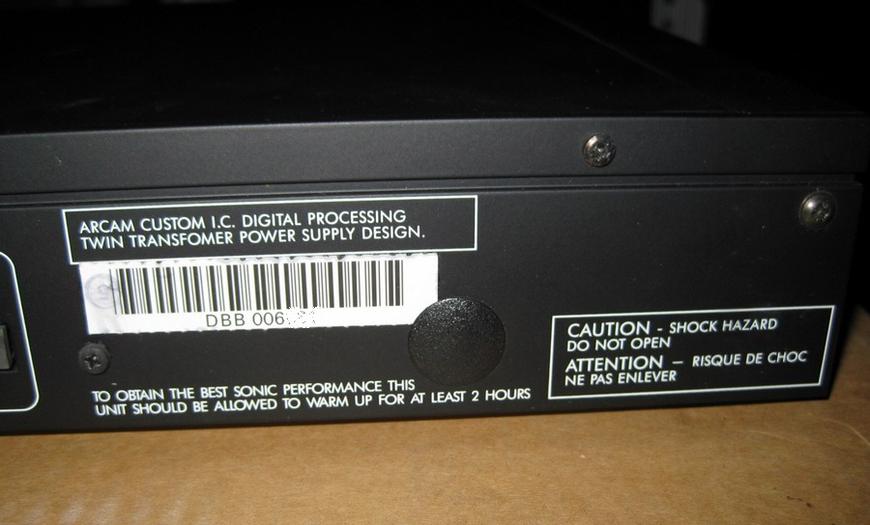 ARCAM CUSTOM I.C. DIGITAL PROCESSING
TWIN TRANSFOMER POWER SUPPLY DESIGN.
DBB 006
TO OBTAIN THE BEST SONIC PERFORMANCE THIS
UNIT SHOULD BE ALLOWED TO WARM UP FOR AT LEAST 2 HOURS
CAUTION - SHOCK HAZARD
DO NOT OPEN
ATTENTION – RISQUE DE CHOC
NE PAS ENLEVER